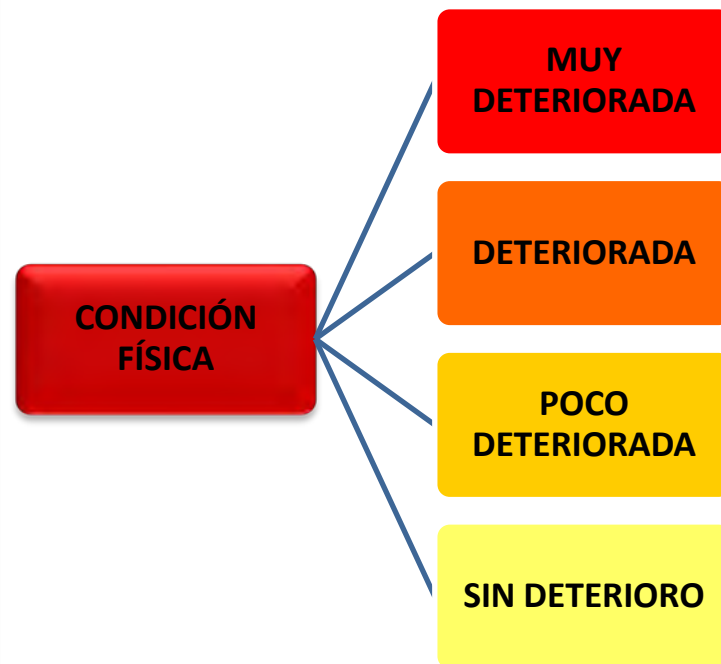 MUY
DETERIORADA
DETERIORADA
CONDICIÓN
FÍSICA
POCO
DETERIORADA
SIN DETERIORO